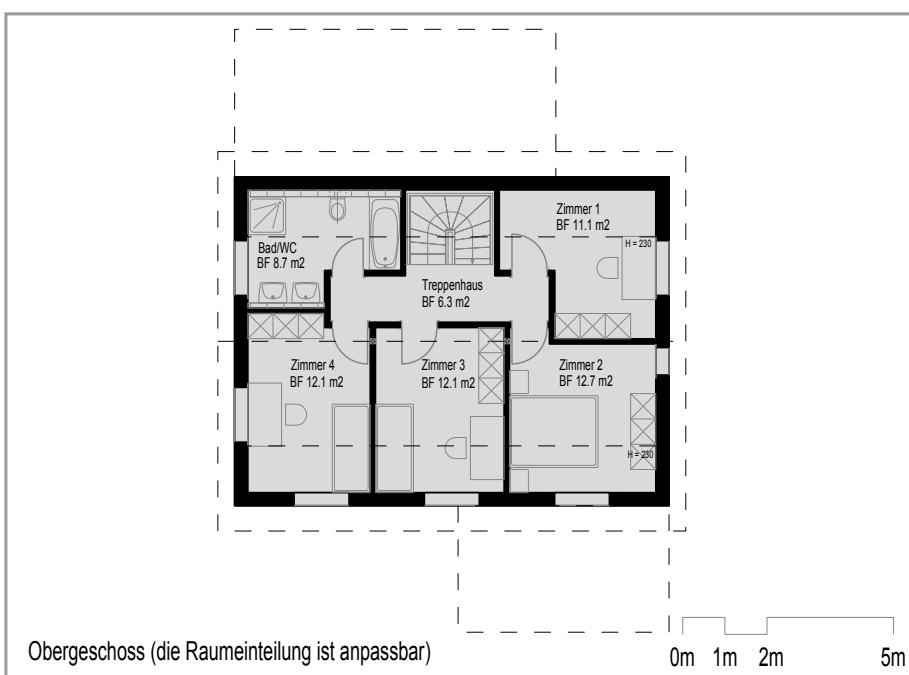 Zimmer 1
BF 11.1 m2
H = 230
Bad/WC
BF 8.7 m2
Treppenhaus
BF 6.3 m2
Zimmer 4
BF 12.1 m2
Zimmer 3
BF 12.1 m2
Zimmer 2
BF 12.7 m2
H = 230
Obergeschoss (die Raumeinteilung ist anpassbar)
0m 1m 2m 5m